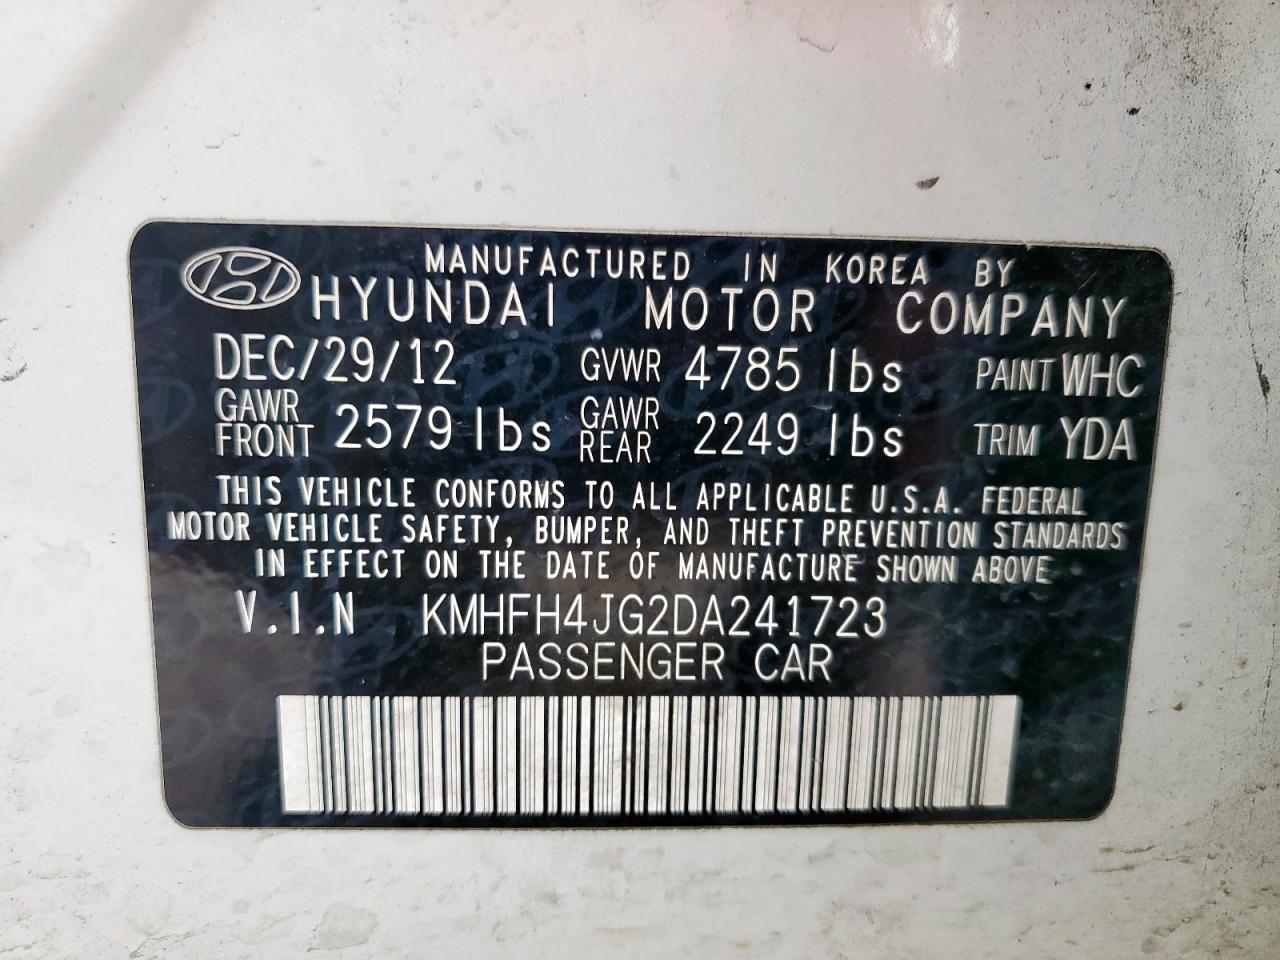 MANUFACTURED IN KOREA BY
HYUNDAI MOTOR COMPANY
DEC/29/12 GVWR 4785 lbs PAINT WHC
GAWR FRONT 2579 lbs GAWR REAR 2249 lbs TRIM YDA
THIS VEHICLE CONFORMS TO ALL APPLICABLE U.S.A. FEDERAL
MOTOR VEHICLE SAFETY, BUMPER, AND THEFT PREVENTION STANDARDS
IN EFFECT ON THE DATE OF MANUFACTURE SHOWN ABOVE
V.I.N KMHFH4JG2DA241723
PASSENGER CAR